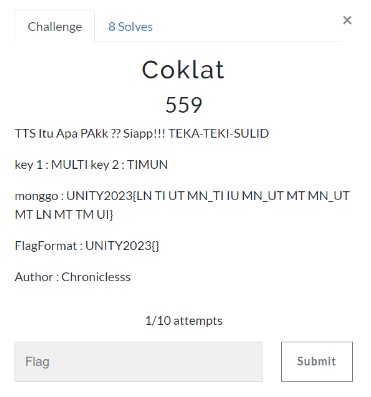 Challenge
8 Solves
×
Coklat
559
TTS Itu Apa PAkk ?? Siapp!!! TEKA-TEKI-SULID
key 1 : MULTI key 2 : TIMUN
monggo : UNITY2023{LN TI UT MN_TI IU MN_UT MT MN_UT
MT LN MT TM UI}
FlagFormat : UNITY2023{}
Author : Chroniclesss
1/10 attempts
Flag
Submit